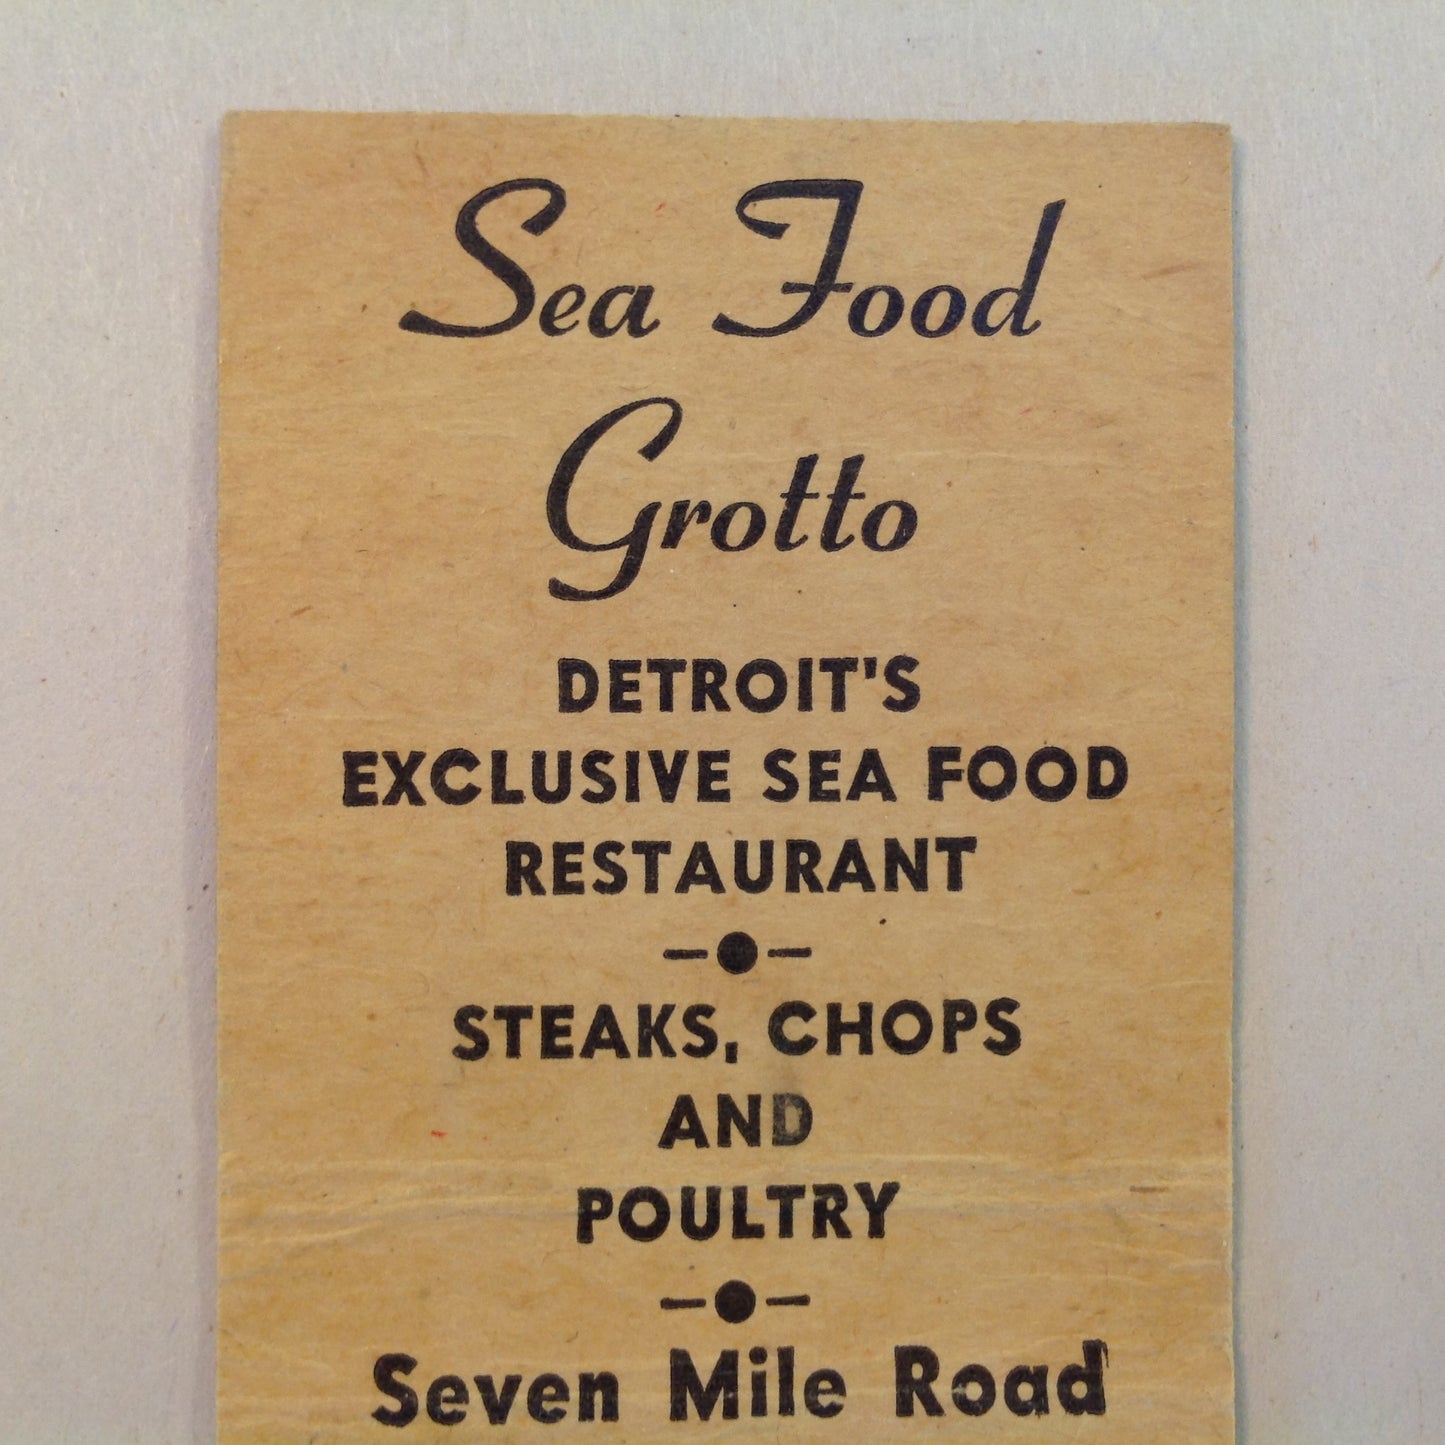 Sea Food
Grotto
DETROIT'S
EXCLUSIVE SEA FOOD
RESTAURANT
STEAKS, CHOPS
AND
POULTRY
Seven Mile Road